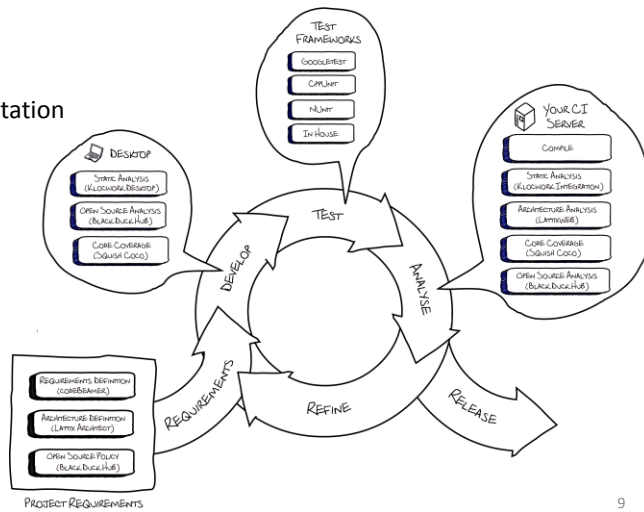 tation
TEST
FRAMEWORKS
GOOGLETEST
CPPUNIT
NUNIT
IN HOUSE
DESKTOP
STATIC ANALYSIS
(KLOCWORK DESKTOP)
OPEN SOURCE ANALYSIS
(BLACK DUCK HUB)
CODE COVERAGE
(SQUISH COCO)
YOUR CI
SERVER
COMPILE
STATIC ANALYSIS
(KLOCWORK INTEGRATION)
ARCHITECTURE ANALYSIS
(LATTIXWEB)
CODE COVERAGE
(SQUISH COCO)
OPEN SOURCE ANALYSIS
(BLACK DUCK HUB)
TEST
DEVELOP
ANALYSE
REQUIREMENTS
REFINE
RELEASE
REQUIREMENTS DEFINITION
(CODEBEAMER)
ARCHITECTURE DEFINITION
(LATTIX ARCHITECT)
OPEN SOURCE POLICY
(BLACK DUCK HUB)
PROJECT REQUIREMENTS
9